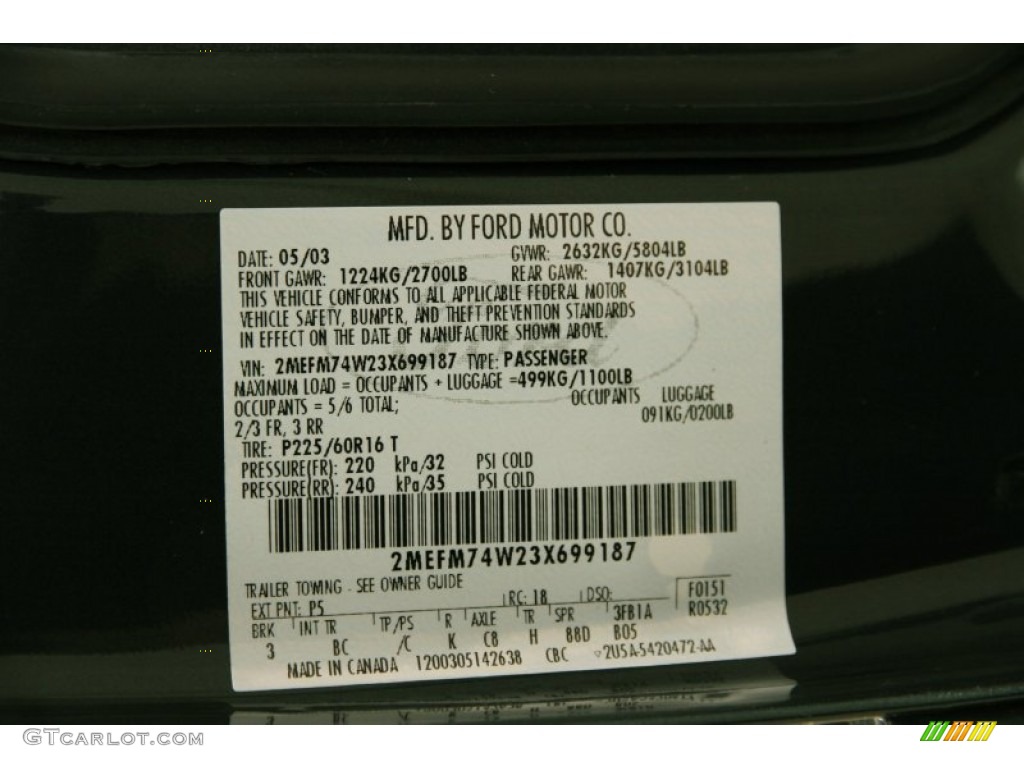 MFD. BY FORD MOTOR CO.
DATE: 05/03 GVWR: 2632KG/5804LB
FRONT GAWR: 1224KG/2700LB REAR GAWR: 1407KG/3104LB
THIS VEHICLE CONFORMS TO ALL APPLICABLE FEDERAL MOTOR
VEHICLE SAFETY, BUMPER, AND THEFT PREVENTION STANDARDS
IN EFFECT ON THE DATE OF MANUFACTURE SHOWN ABOVE.
VIN: 2MEFM74W23X699187 TYPE: PASSENGER
MAXIMUM LOAD = OCCUPANTS + LUGGAGE =499KG/1100LB
OCCUPANTS = 5/6 TOTAL; OCCUPANTS LUGGAGE
2/3 FR, 3 RR 091KG/0200LB
TIRE: P225/60R16 T
PRESSURE(FR): 220 kPa/32 PSI COLD
PRESSURE(RR): 240 kPa/35 PSI COLD
2MEFM74W23X699187
TRAILER TOWING - SEE OWNER GUIDE
EXT PNT: P5 RC: 18 DSO: F0151
BRK INT TR TP/PS R AXLE TR SPR 3FB1A R0532
3 BC /C K C8 H 88D B05
MADE IN CANADA 1200305142638 CBC 2U5A-5420472-AA
GTcarlot.com